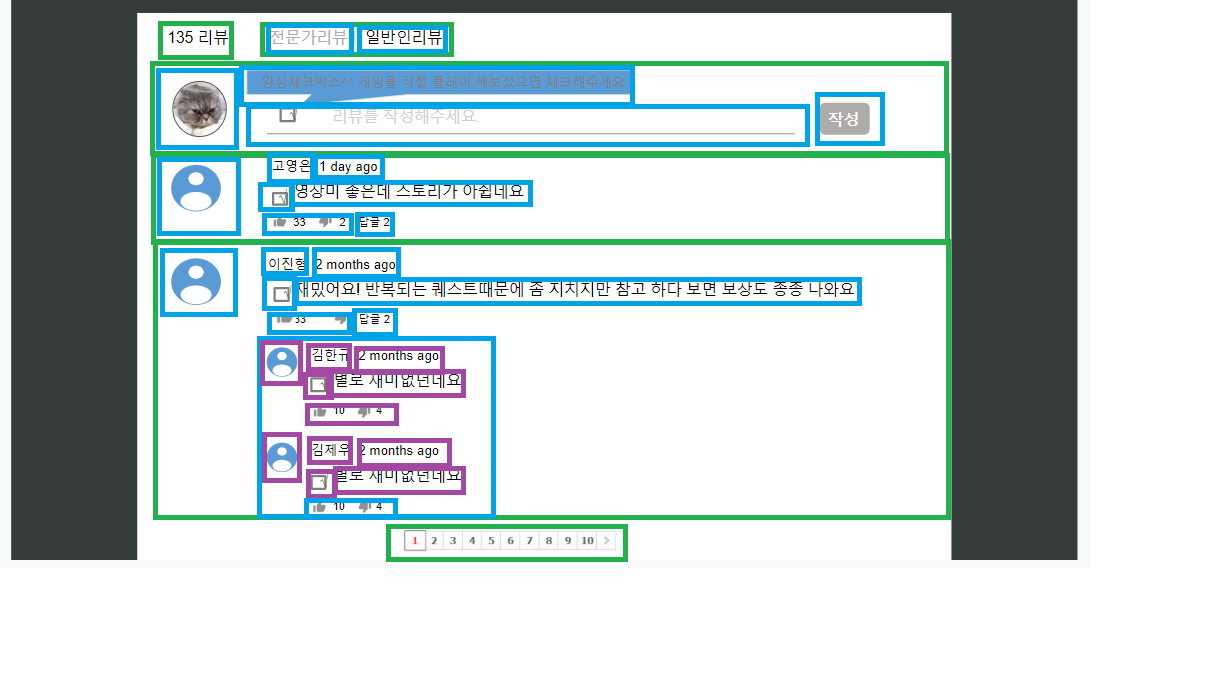 135 리뷰 전문가리뷰 일반인리뷰
양심체크박스^^ 게임을 직접 플레이 해보셨으면 체크해주세요
리뷰를 작성해주세요. 작성
고영은 1 day ago
영상미 좋은데 스토리가 아쉽네요
33 2 답글 2
이진형 2 months ago
재밌어요! 반복되는 퀘스트때문에 좀 지치지만 참고 하다 보면 보상도 종종 나와요
33 답글 2
김한규 2 months ago
별로 재미없던데요
10 4
김제우 2 months ago
별로 재미없던데요
10 4
1 2 3 4 5 6 7 8 9 10 >